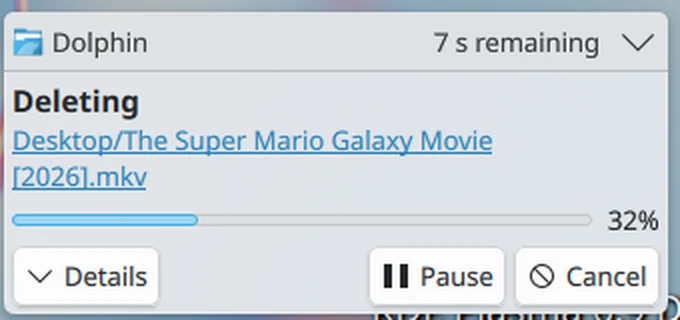 Dolphin 7 s remaining
Deleting
Desktop/The Super Mario Galaxy Movie
[2026].mkv
32%
Details Pause Cancel